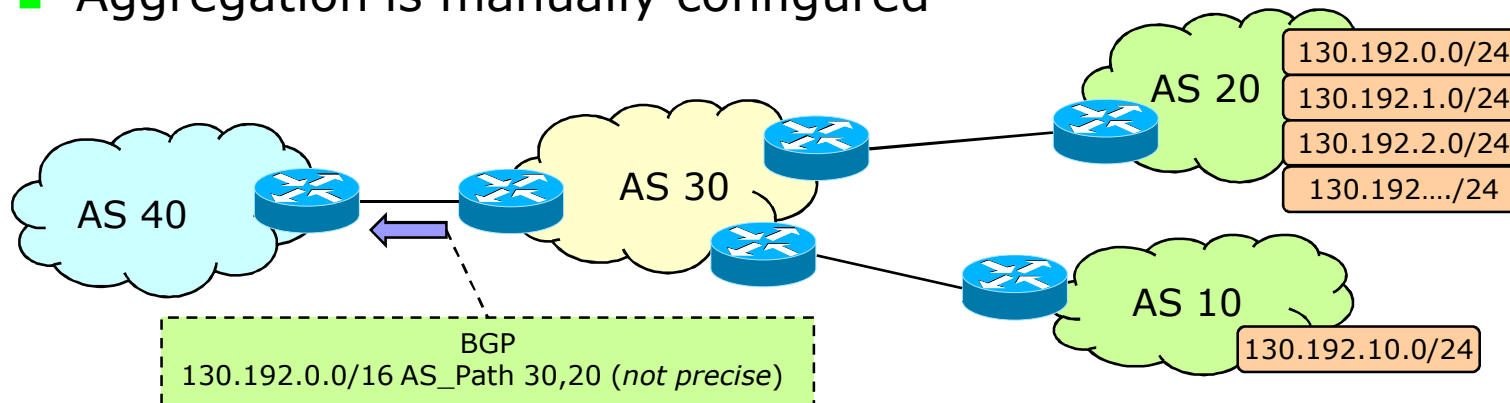 Aggregation is manually configured
130.192.0.0/24
AS 20
130.192.1.0/24
130.192.2.0/24
130.192…./24
AS 30
AS 40
AS 10
130.192.10.0/24
BGP
130.192.0.0/16 AS_Path 30,20 (not precise)